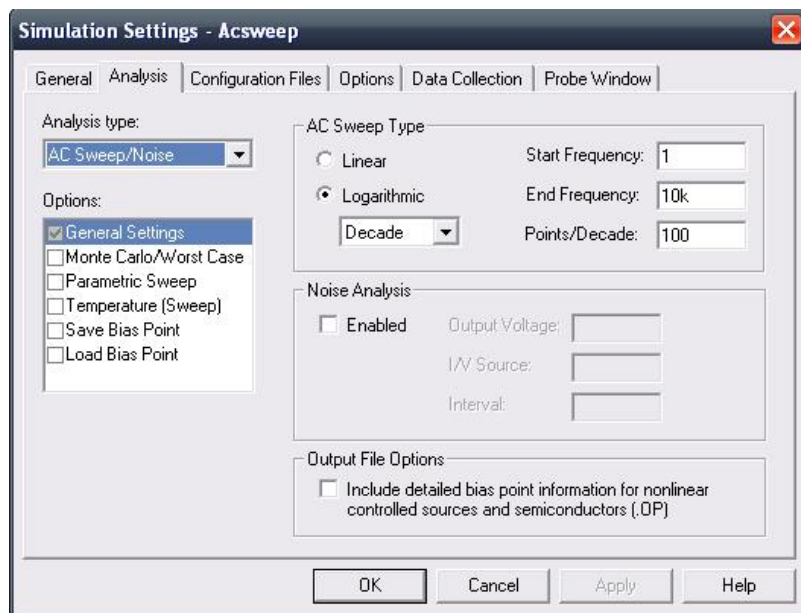 Simulation Settings - Acsweep
General
Analysis
Configuration Files
Options
Data Collection
Probe Window
Analysis type:
AC Sweep/Noise
Options:
General Settings
Monte Carlo/Worst Case
Parametric Sweep
Temperature (Sweep)
Save Bias Point
Load Bias Point
AC Sweep Type
Linear
Logarithmic
Decade
Start Frequency: 1
End Frequency: 10k
Points/Decade: 100
Noise Analysis
Enabled
Output Voltage:
I/V Source:
Interval:
Output File Options
Include detailed bias point information for nonlinear
controlled sources and semiconductors (.OP)
OK
Cancel
Apply
Help